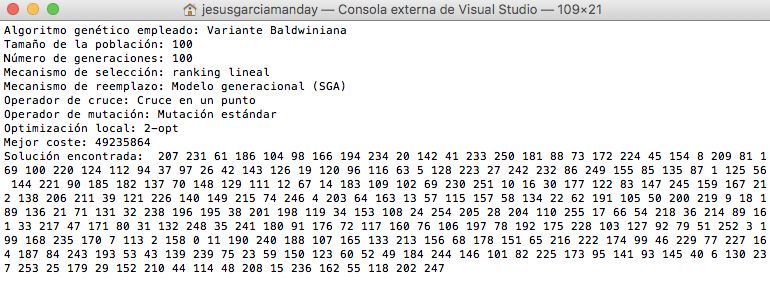 jesusgarciamanday — Consola externa de Visual Studio — 109×21
Algoritmo genético empleado: Variante Baldwiniana
Tamaño de la población: 100
Número de generaciones: 100
Mecanismo de selección: ranking lineal
Mecanismo de reemplazo: Modelo generacional (SGA)
Operador de cruce: Cruce en un punto
Operador de mutación: Mutación estándar
Optimización local: 2-opt
Mejor coste: 49235864
Solución encontrada:  207 231 61 186 104 98 166 194 234 20 142 41 233 250 181 88 73 172 224 45 154 8 209 81 1
69 100 220 124 112 94 37 97 26 42 143 126 19 120 96 116 63 5 128 223 27 242 232 86 249 155 85 135 87 1 125 56
 144 221 90 185 182 137 70 148 129 111 12 67 14 183 109 102 69 230 251 10 16 30 177 122 83 147 245 159 167 21
2 138 206 211 39 121 226 140 149 215 74 246 4 203 64 163 13 57 115 157 58 134 22 62 191 105 50 200 219 9 18 1
89 136 21 71 131 32 238 196 195 38 201 198 119 34 153 108 24 254 205 28 204 110 255 17 66 54 218 36 214 89 16
1 33 217 47 171 80 31 132 248 35 241 180 91 176 72 117 160 76 106 197 78 192 175 228 103 127 92 79 51 252 3 1
99 168 235 170 7 113 2 158 0 11 190 240 188 107 165 133 213 156 68 178 151 65 216 222 174 99 46 229 77 227 16
4 187 84 243 193 53 43 139 239 75 23 59 150 123 60 52 49 184 244 146 101 82 225 173 95 141 93 145 40 6 130 23
7 253 25 179 29 152 210 44 114 48 208 15 236 162 55 118 202 247